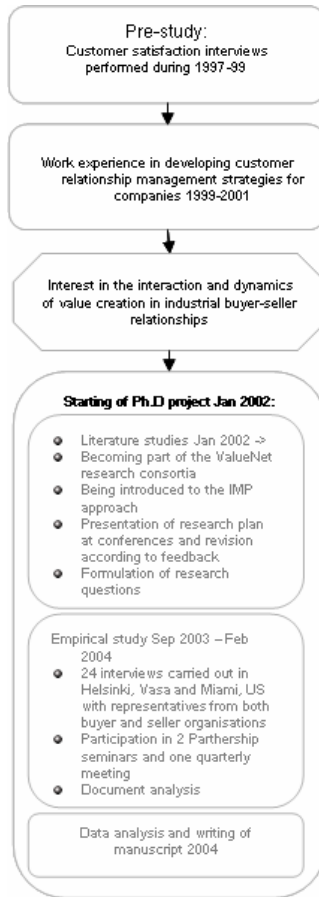 Pre-study:
Customer satisfaction interviews
performed during 1997-99
Work experience in developing customer
relationship management strategies for
companies 1999-2001
Interest in the interaction and dynamics
of value creation in industrial buyer-seller
relationships
Starting of Ph.D project Jan 2002:
Literature studies Jan 2002 ->
Becoming part of the ValueNet
research consortia
Being introduced to the IMP
approach
Presentation of research plan
at conferences and revision
according to feedback
Formulation of research
questions
Empirical study Sep 2003 – Feb
2004
24 interviews carried out in
Helsinki, Vasa and Miami, US
with representatives from both
buyer and seller organisations
Participation in 2 Parthership
seminars and one quarterly
meeting
Document analysis
Data analysis and writing of
manuscript 2004